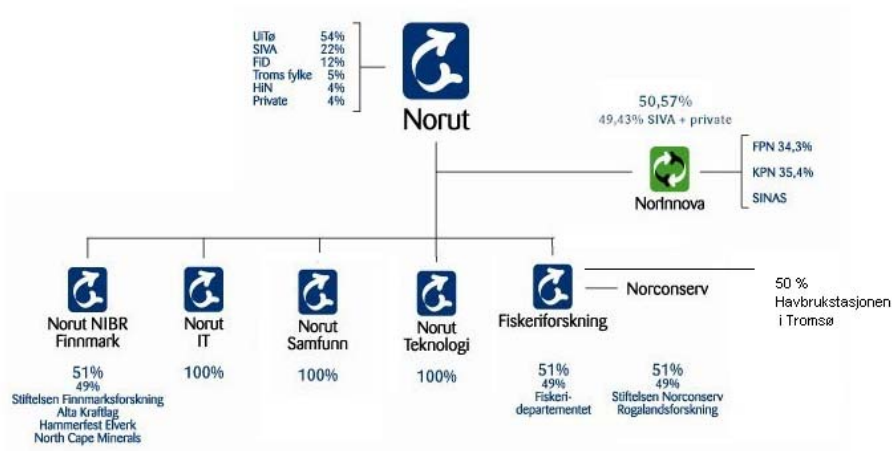 UiTø 54%
SIVA 22%
FiD 12%
Troms fylke 5%
HiN 4%
Private 4%
Norut
50,57%
49,43% SIVA + private
FPN 34,3%
KPN 35,4%
SINAS
NorInnova
Norut NIBR
Finnmark
51%
49%
Stiftelsen Finnmarksforskning
Alta Kraftlag
Hammerfest Elverk
North Cape Minerals
Norut
IT
100%
Norut
Samfunn
100%
Norut
Teknologi
100%
Fiskeriforskning
51%
49%
Fiskeri-
departementet
Norconserv
51%
49%
Stiftelsen Norconserv
Rogalandsforskning
50 %
Havbrukstasjonen
i Tromsø